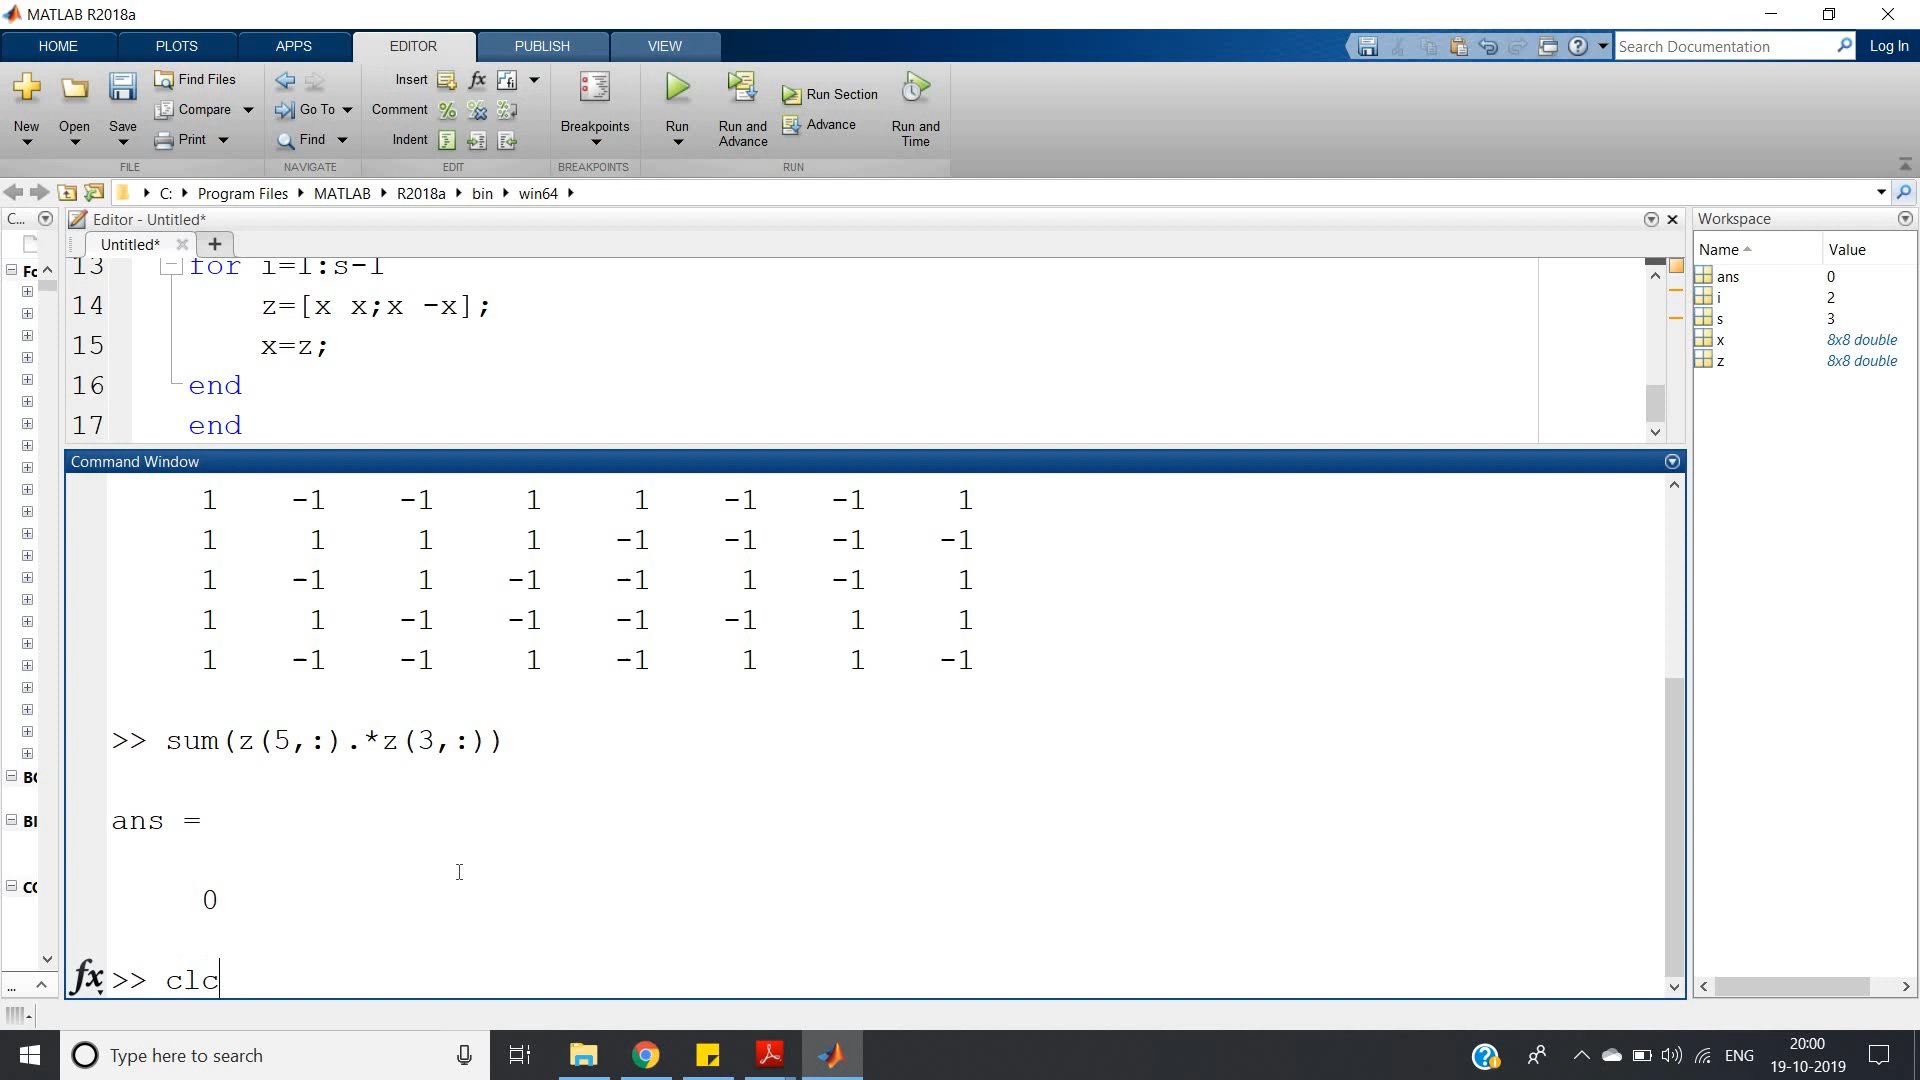 MATLAB R2018a
HOME PLOTS APPS EDITOR PUBLISH VIEW Search Documentation Log In
New Open Save Find Files Compare Print
Go To Find
Insert fx Comment Indent
Breakpoints
Run Run and Advance Run Section Advance Run and Time
FILE NAVIGATE EDIT BREAKPOINTS RUN
C: Program Files MATLAB R2018a bin win64
C... Editor - Untitled* Workspace
Untitled* +
Name Value
ans 0
i 2
s 3
x 8x8 double
z 8x8 double
Fc
BC
BI
CC
...
13 for i=1:s-1
14 z=[x x;x -x];
15 x=z;
16 end
17 end
Command Window
1 -1 -1 1 1 -1 -1 1
1 1 1 1 -1 -1 -1 -1
1 -1 1 -1 -1 1 -1 1
1 1 -1 -1 -1 -1 1 1
1 -1 -1 1 -1 1 1 -1
>> sum(z(5,:).*z(3,:))
ans =
0
fx >> clc
Type here to search
ENG
20:00
19-10-2019